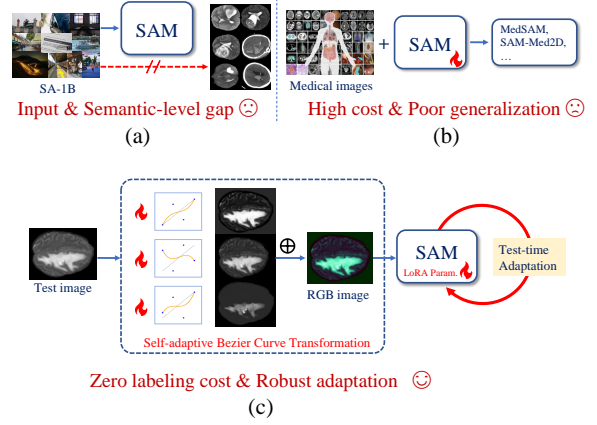 SAM
SA-1B
Input & Semantic-level gap
(a)
Medical images
+
SAM
MedSAM,
SAM-Med2D,
...
High cost & Poor generalization
(b)
Test image
RGB image
Self-adaptive Bezier Curve Transformation
SAM
LoRA Param.
Test-time
Adaptation
Zero labeling cost & Robust adaptation
(c)